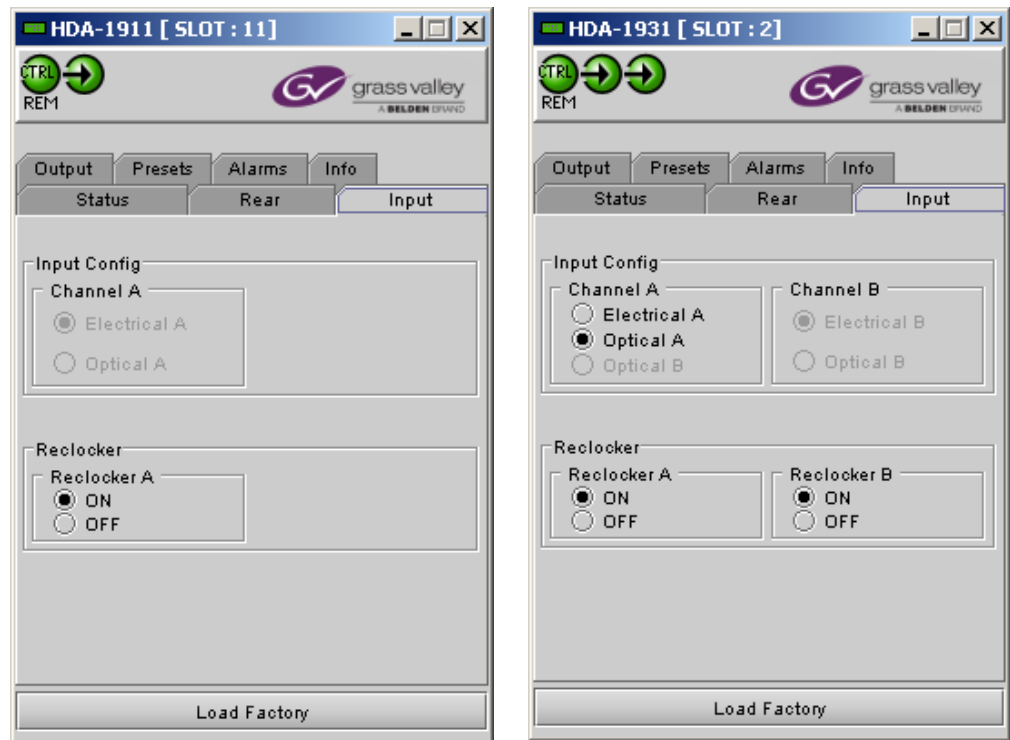 HDA-1911 [ SLOT : 11]
CTRL
REM
GV
grass valley
A BELDEN BRAND
Output Presets Alarms Info
Status Rear Input
Input Config
Channel A
Electrical A
Optical A
Reclocker
Reclocker A
ON
OFF
Load Factory
HDA-1931 [ SLOT : 2]
CTRL
REM
GV
grass valley
A BELDEN BRAND
Output Presets Alarms Info
Status Rear Input
Input Config
Channel A
Electrical A
Optical A
Optical B
Channel B
Electrical B
Optical B
Reclocker
Reclocker A
ON
OFF
Reclocker B
ON
OFF
Load Factory